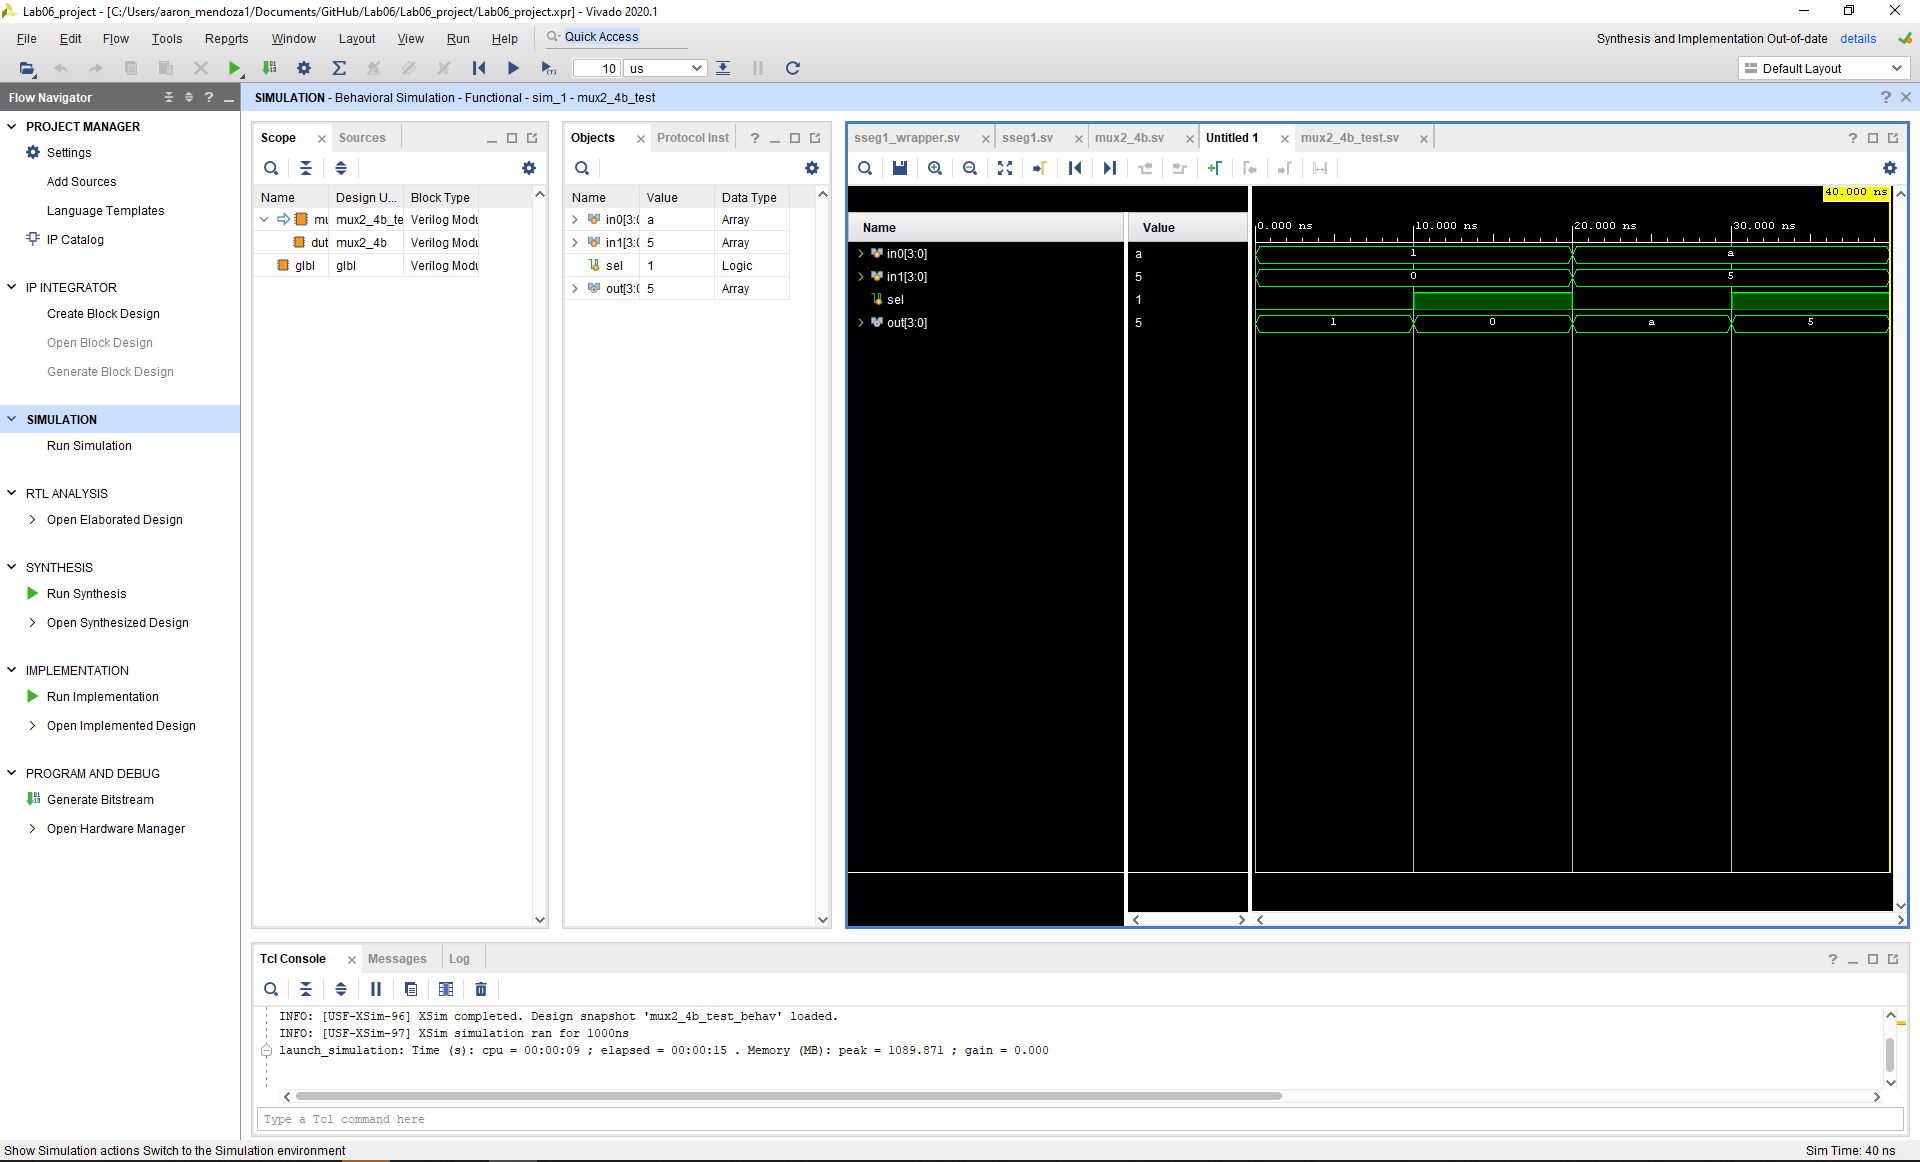 Lab06_project - [C:/Users/aaron_mendoza1/Documents/GitHub/Lab06/Lab06_project/Lab06_project.xpr] - Vivado 2020.1
File Edit Flow Tools Reports Window Layout View Run Help Quick Access
Synthesis and Implementation Out-of-date details
10 us
Default Layout
Flow Navigator
SIMULATION - Behavioral Simulation - Functional - sim_1 - mux2_4b_test
PROJECT MANAGER
Settings
Add Sources
Language Templates
IP Catalog
IP INTEGRATOR
Create Block Design
Open Block Design
Generate Block Design
SIMULATION
Run Simulation
RTL ANALYSIS
Open Elaborated Design
SYNTHESIS
Run Synthesis
Open Synthesized Design
IMPLEMENTATION
Run Implementation
Open Implemented Design
PROGRAM AND DEBUG
Generate Bitstream
Open Hardware Manager
Scope Sources
Name Design U... Block Type
mu mux2_4b_te Verilog Modu
dut mux2_4b Verilog Modu
glbl glbl Verilog Modu
Objects Protocol Inst
Name Value Data Type
in0[3:0 a Array
in1[3:0 5 Array
sel 1 Logic
out[3:0 5 Array
sseg1_wrapper.sv sseg1.sv mux2_4b.sv Untitled 1 mux2_4b_test.sv
40.000 ns
Name Value 0.000 ns 10.000 ns 20.000 ns 30.000 ns
in0[3:0] a 1 a
in1[3:0] 5 0 5
sel 1
out[3:0] 5 1 0 a 5
Tcl Console Messages Log
INFO: [USF-XSim-96] XSim completed. Design snapshot 'mux2_4b_test_behav' loaded.
INFO: [USF-XSim-97] XSim simulation ran for 1000ns
launch_simulation: Time (s): cpu = 00:00:09 ; elapsed = 00:00:15 . Memory (MB): peak = 1089.871 ; gain = 0.000
Type a Tcl command here
Show Simulation actions Switch to the Simulation environment
Sim Time: 40 ns